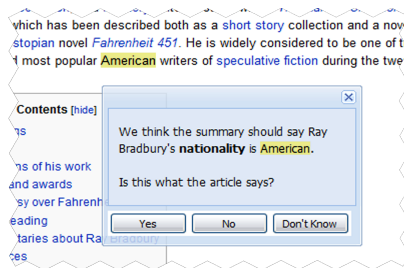 which has been described both as a short story collection and a nov
stopian novel Fahrenheit 451. He is widely considered to be one of t
most popular American writers of speculative fiction during the twe
Contents [hide]
We think the summary should say Ray
Bradbury's nationality is American.
ns of his work
and awards
Is this what the article says?
sy over Fahrenh
eading
Yes No Don't Know
taries about Ray Bradbury
ces